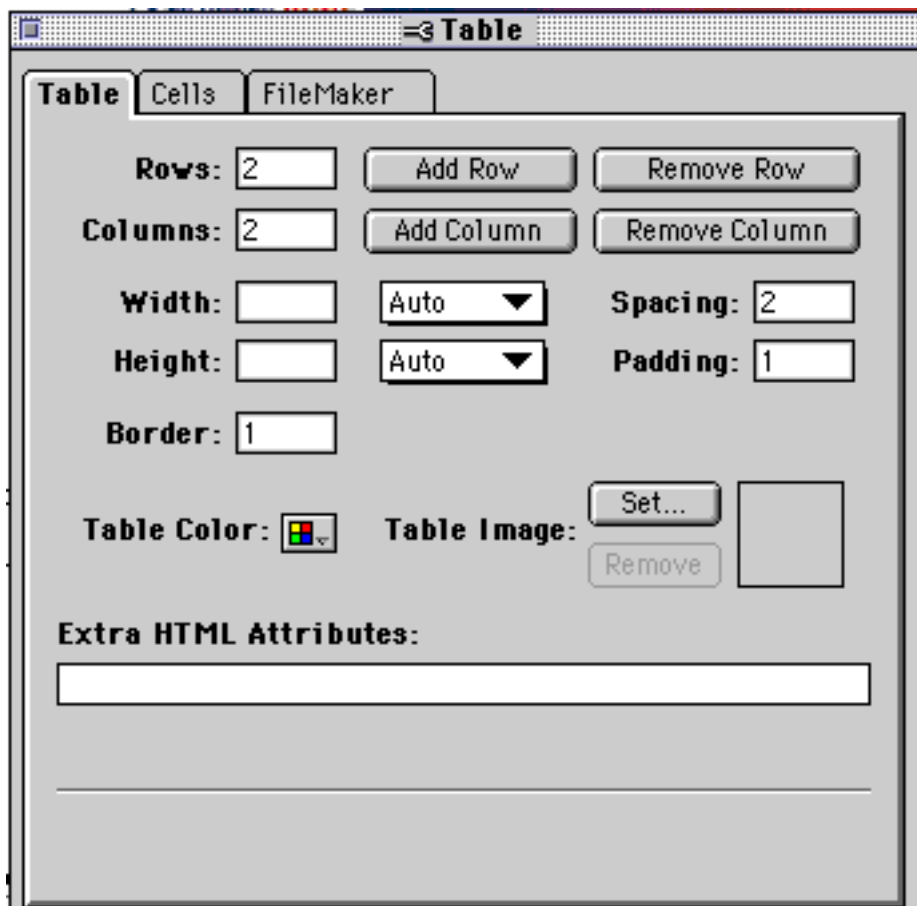 =3 Table
Table Cells FileMaker
Rows: 2 Add Row Remove Row
Columns: 2 Add Column Remove Column
Width: Auto Spacing: 2
Height: Auto Padding: 1
Border: 1
Table Color: Table Image: Set...
Remove
Extra HTML Attributes: